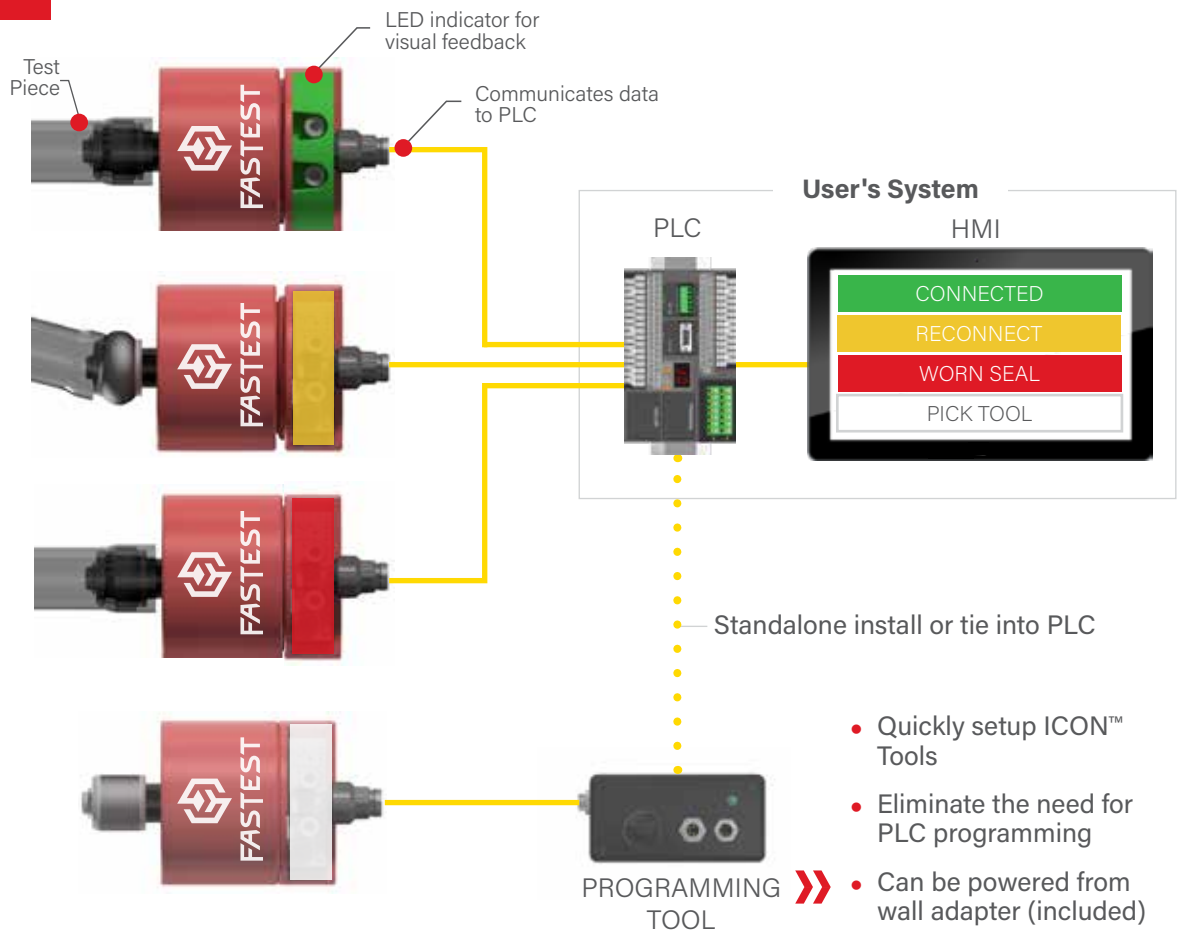 LED indicator for
visual feedback
Test
Piece
Communicates data
to PLC
FASTEST
User's System
PLC
HMI
CONNECTED
RECONNECT
WORN SEAL
PICK TOOL
FASTEST
FASTEST
Standalone install or tie into PLC
FASTEST
PROGRAMMING
TOOL
• Quickly setup ICON™
Tools
• Eliminate the need for
PLC programming
• Can be powered from
wall adapter (included)